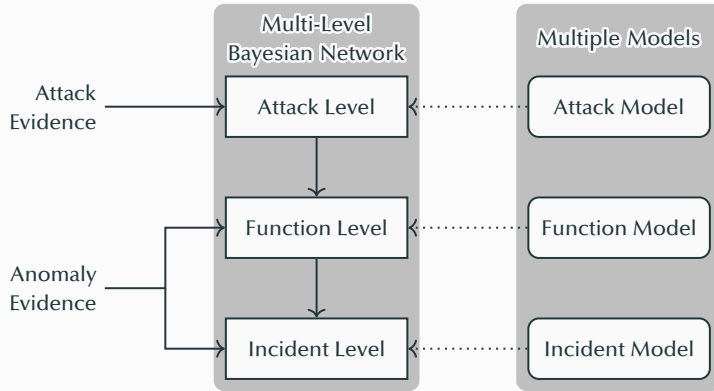 Multi-Level
Bayesian Network
Multiple Models
Attack
Evidence
Attack Level
Attack Model
Function Level
Function Model
Anomaly
Evidence
Incident Level
Incident Model